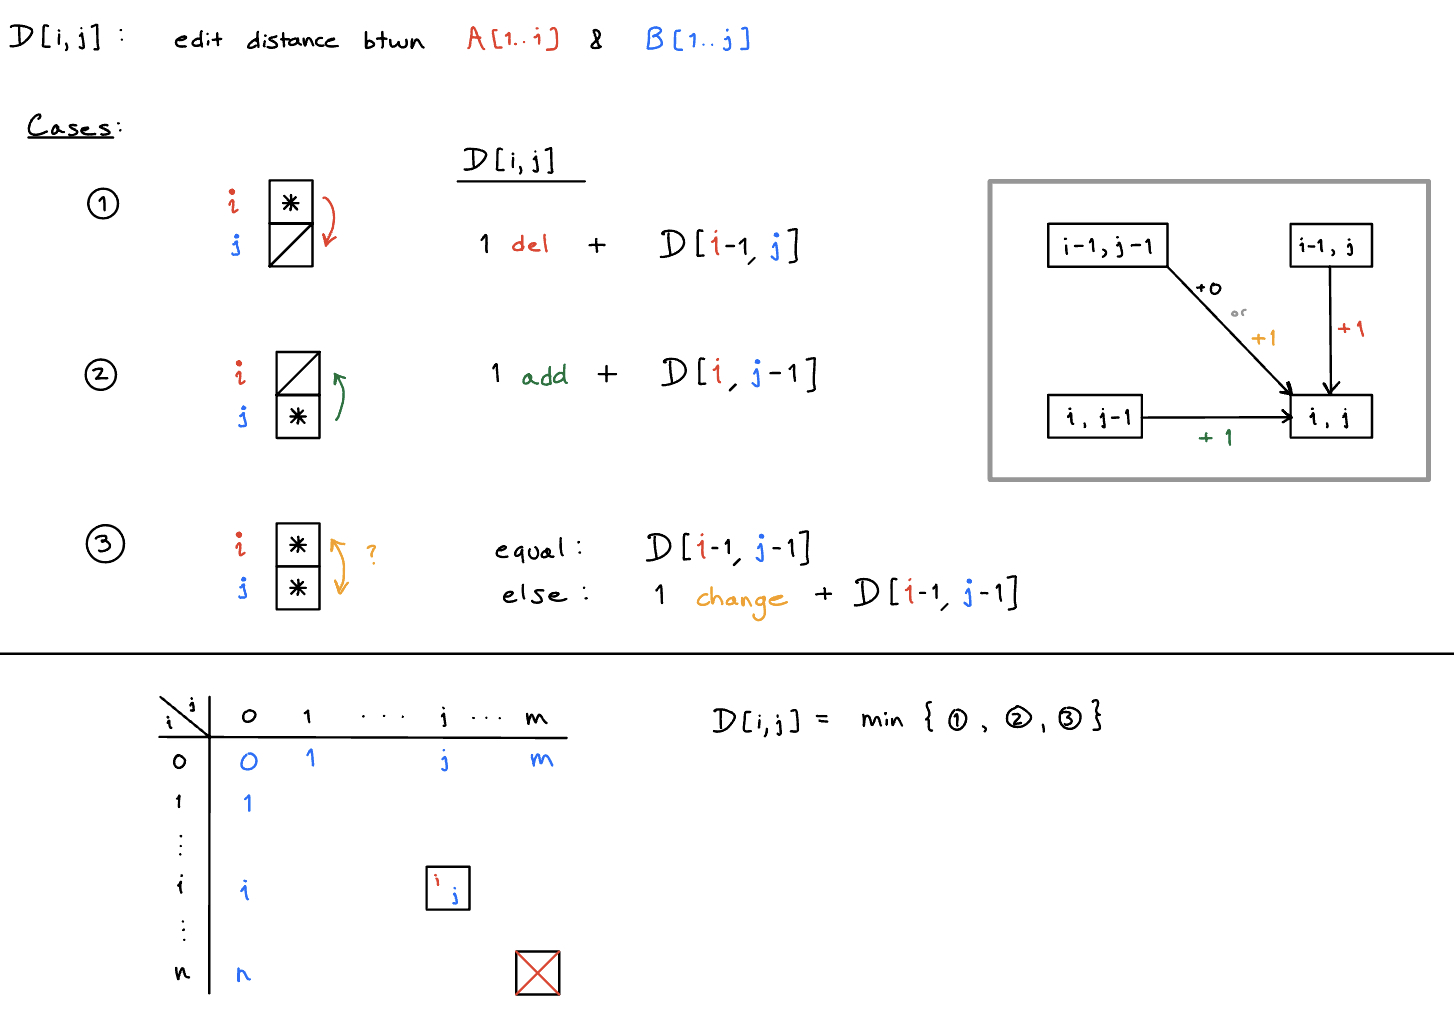 D[i,j]: edit distance btwn A[1..i] & B[1..j]
Cases:
D[i,j]
① i *
j 1 del + D[i-1, j]
② i 1 add + D[i, j-1]
j *
③ i * ? equal: D[i-1, j-1]
j * else: 1 change + D[i-1, j-1]
i-1, j-1 i-1, j
+0
or
+1 +1
i, j-1 i, j
+1
i j 0 1 ... j ... m
0 0 1 j m
1 1
⋮
i i i j
⋮
n n
D[i,j] = min { ①, ②, ③ }